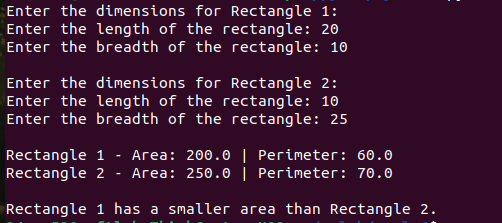 Enter the dimensions for Rectangle 1:
Enter the length of the rectangle: 20
Enter the breadth of the rectangle: 10
Enter the dimensions for Rectangle 2:
Enter the length of the rectangle: 10
Enter the breadth of the rectangle: 25
Rectangle 1 - Area: 200.0 | Perimeter: 60.0
Rectangle 2 - Area: 250.0 | Perimeter: 70.0
Rectangle 1 has a smaller area than Rectangle 2.